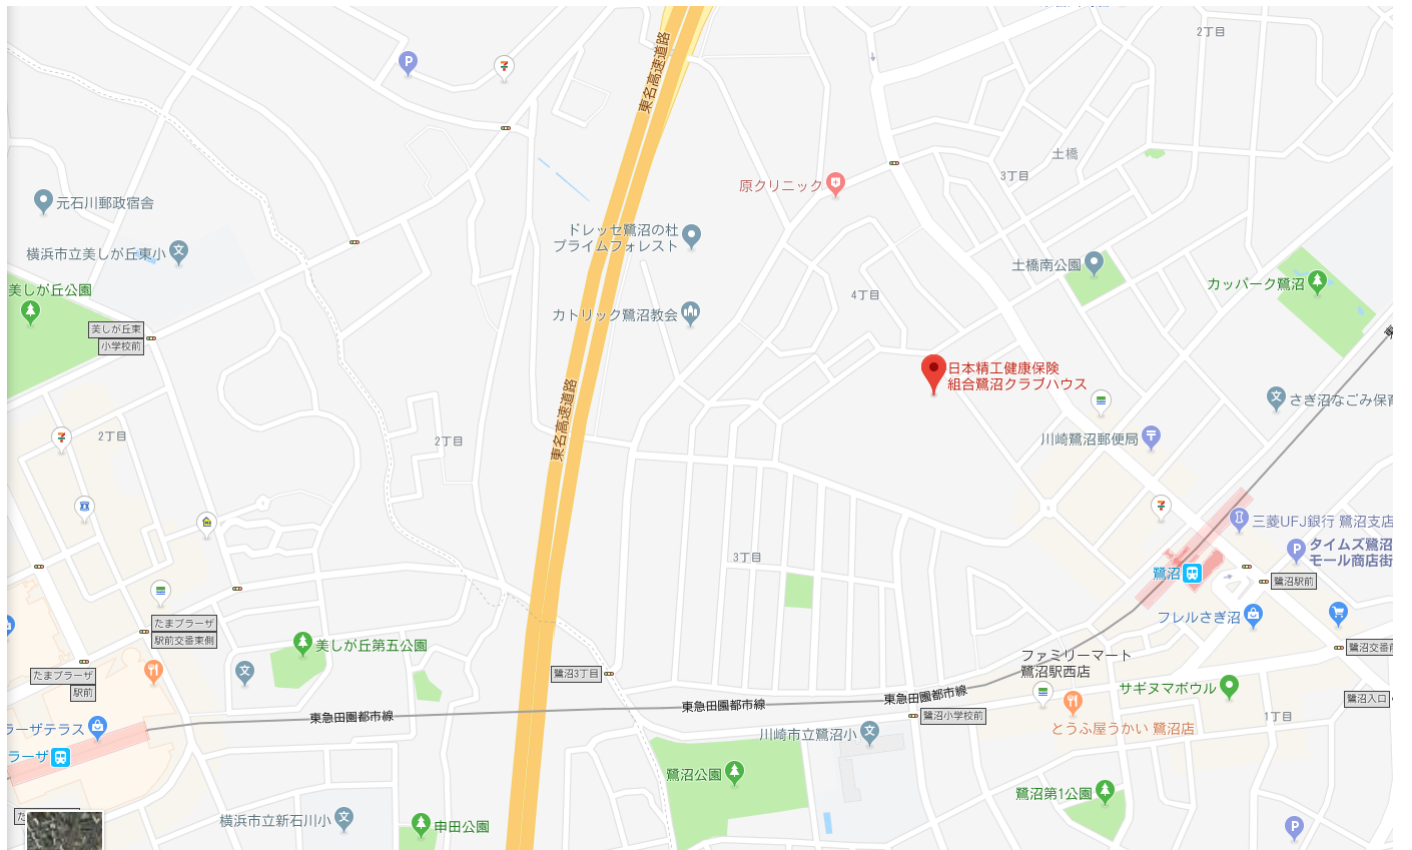 2丁目
東名高速道路
土橋
3丁目
原クリニック
元石川郵政宿舎
ドレッセ鷺沼の杜
プライムフォレスト
横浜市立美しが丘東小
土橋南公園
カッパーク鷺沼
美しが丘公園
4丁目
カトリック鷺沼教会
美しが丘東
小学校前
日本精工健康保険
組合鷺沼クラブハウス
さぎ沼なごみ保育
東名高速道路
2丁目
2丁目
川崎鷺沼郵便局
三菱UFJ銀行 鷺沼支店
タイムズ鷺沼
モール商店街
3丁目
鷺沼
鷺沼駅前
フレルさぎ沼
たまプラーザ
駅前交番東側
美しが丘第五公園
鷺沼交番前
ファミリーマート
鷺沼駅西店
たまプラーザ
駅前
鷺沼3丁目
サギヌマボウル
鷺沼入口
東急田園都市線
東急田園都市線
東急田園都市線
鷺沼小学校前
1丁目
ラーザテラス
とうふ屋うかい 鷺沼店
川崎市立鷺沼小
ラーザ
鷺沼公園
鷺沼第1公園
横浜市立新石川小
申田公園